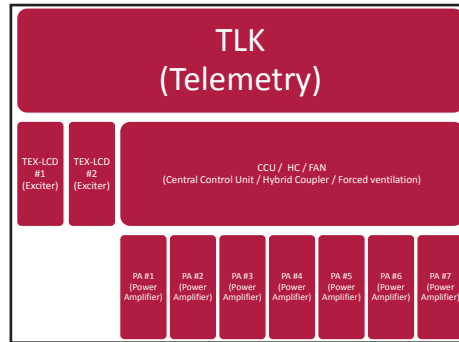 TLK
(Telemetry)
TEX-LCD
#1
(Exciter)
TEX-LCD
#2
(Exciter)
CCU / HC / FAN
(Central Control Unit / Hybrid Coupler / Forced ventilation)
PA #1
(Power
Amplifier)
PA #2
(Power
Amplifier)
PA #3
(Power
Amplifier)
PA #4
(Power
Amplifier)
PA #5
(Power
Amplifier)
PA #6
(Power
Amplifier)
PA #7
(Power
Amplifier)